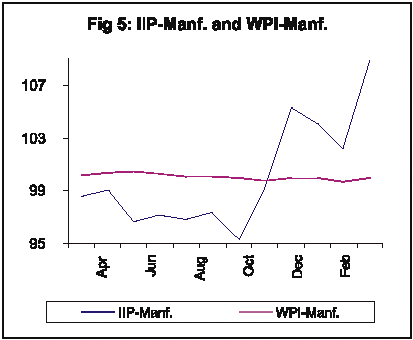 Fig 5: IIP-Manf. and WPI-Manf.
107
103
99
95
Apr Jun Aug Oct Dec Feb
IIP-Manf. WPI-Manf.